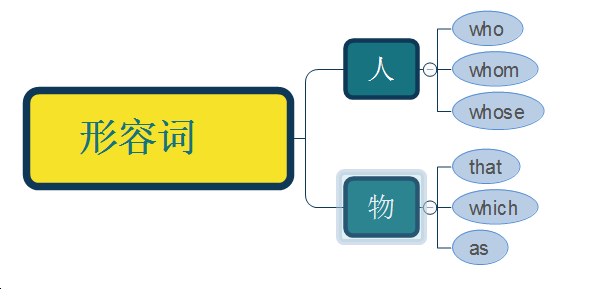 形容词
人
who
whom
whose
物
that
which
as